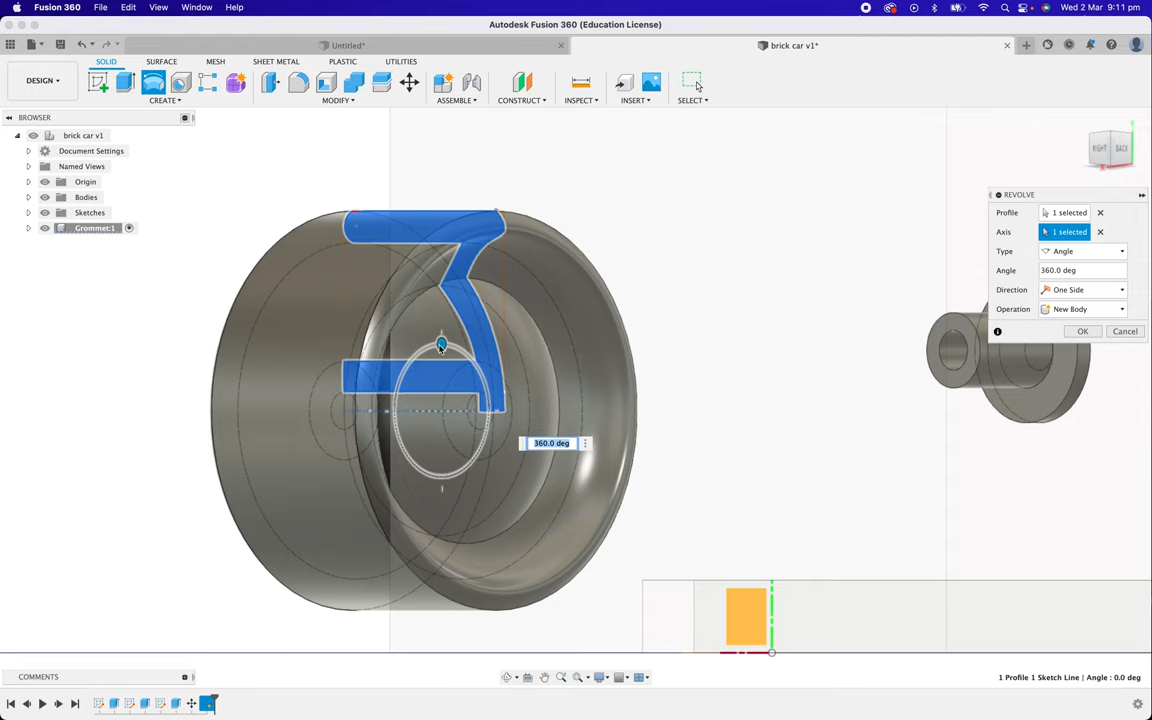 Fusion 360 File Edit View Window Help Wed 2 Mar 9:11 pm
Autodesk Fusion 360 (Education License)
Untitled* brick car v1*
SOLID SURFACE MESH SHEET METAL PLASTIC UTILITIES
DESIGN
CREATE MODIFY ASSEMBLE CONSTRUCT INSPECT INSERT SELECT
BROWSER
brick car v1
Document Settings
Named Views
Origin
Bodies
Sketches
Grommet:1
RIGHT BACK
REVOLVE
Profile 1 selected
Axis 1 selected
Type Angle
Angle 360.0 deg
Direction One Side
Operation New Body
OK Cancel
360.0 deg
COMMENTS
1 Profile 1 Sketch Line | Angle : 0.0 deg